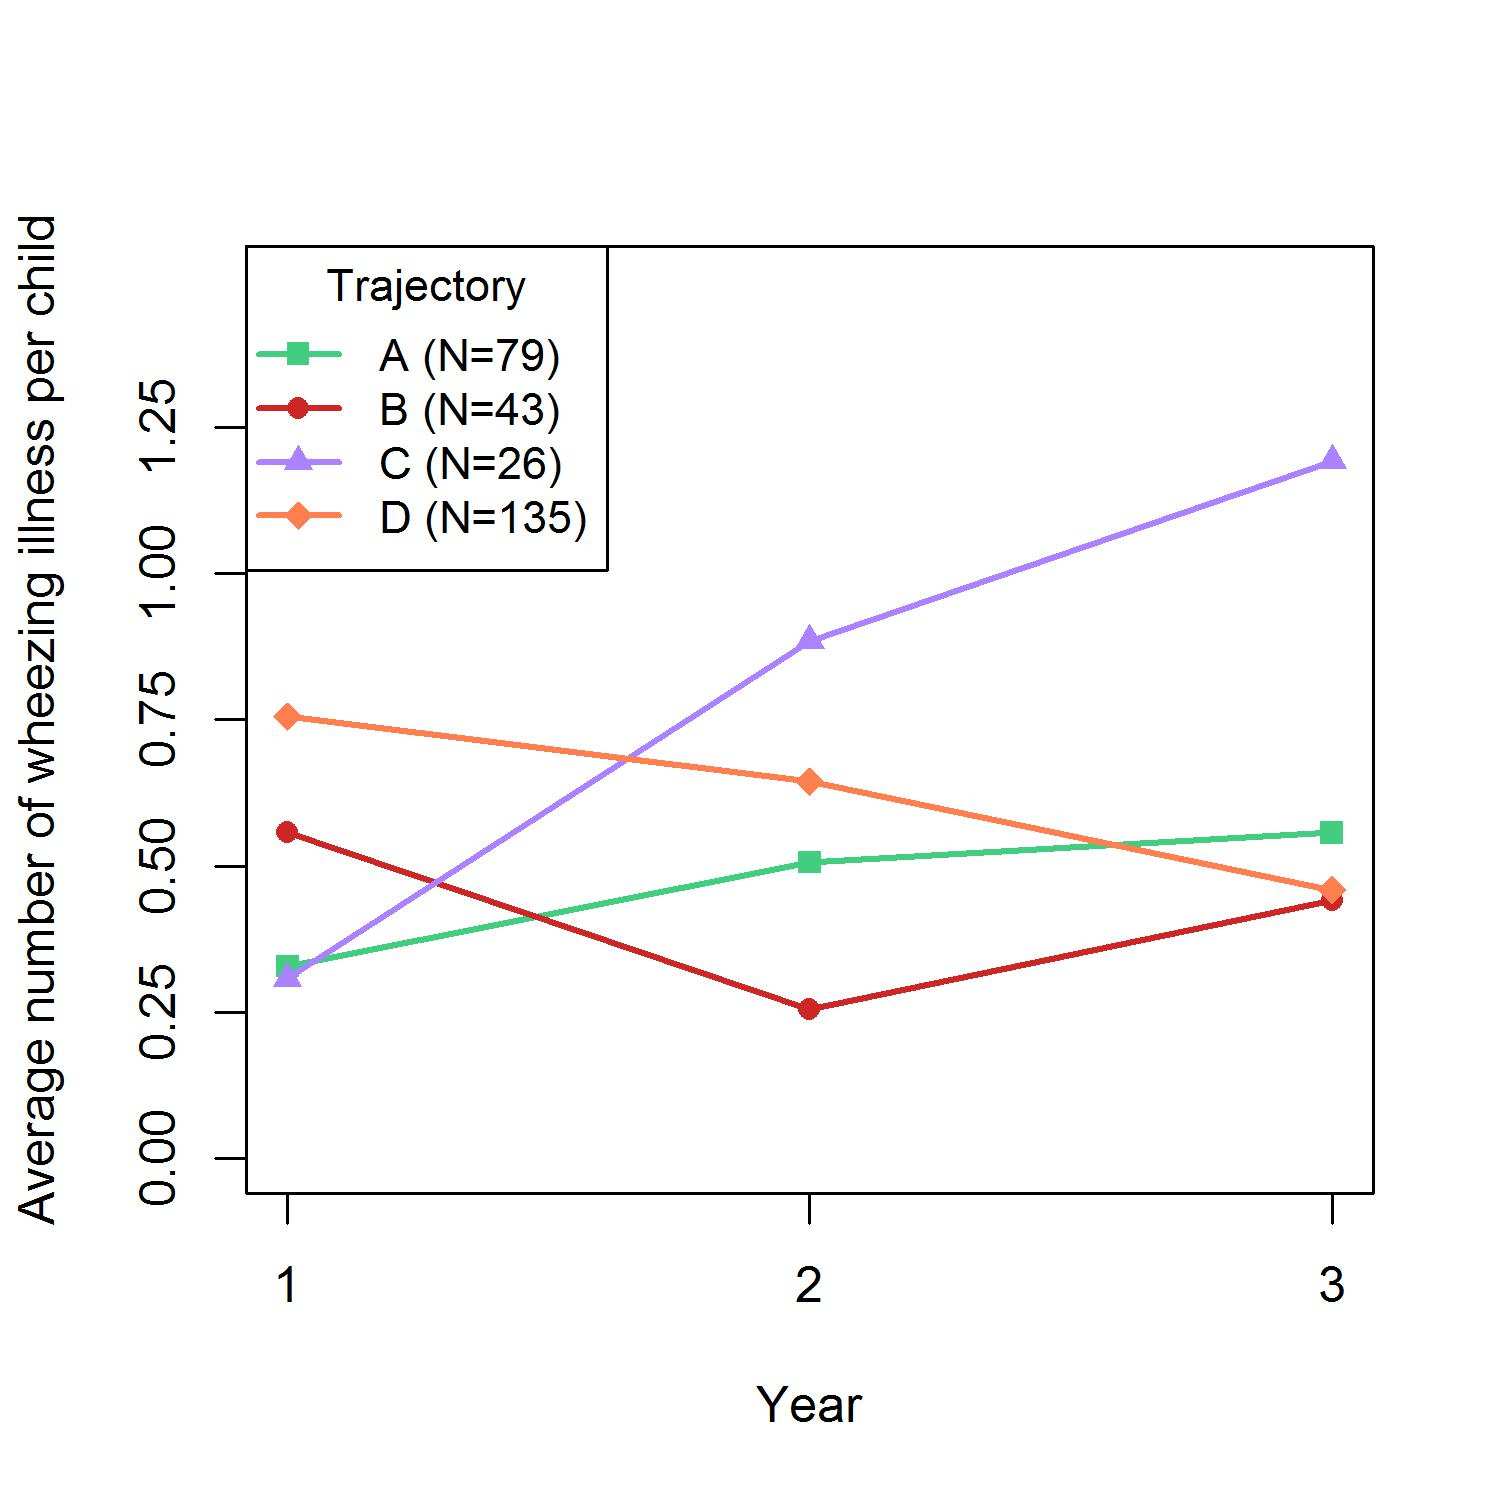 Average number of wheezing illness per child
Trajectory
A (N=79)
B (N=43)
C (N=26)
D (N=135)
1.25
1.00
0.75
0.50
0.25
0.00
1 2 3
Year